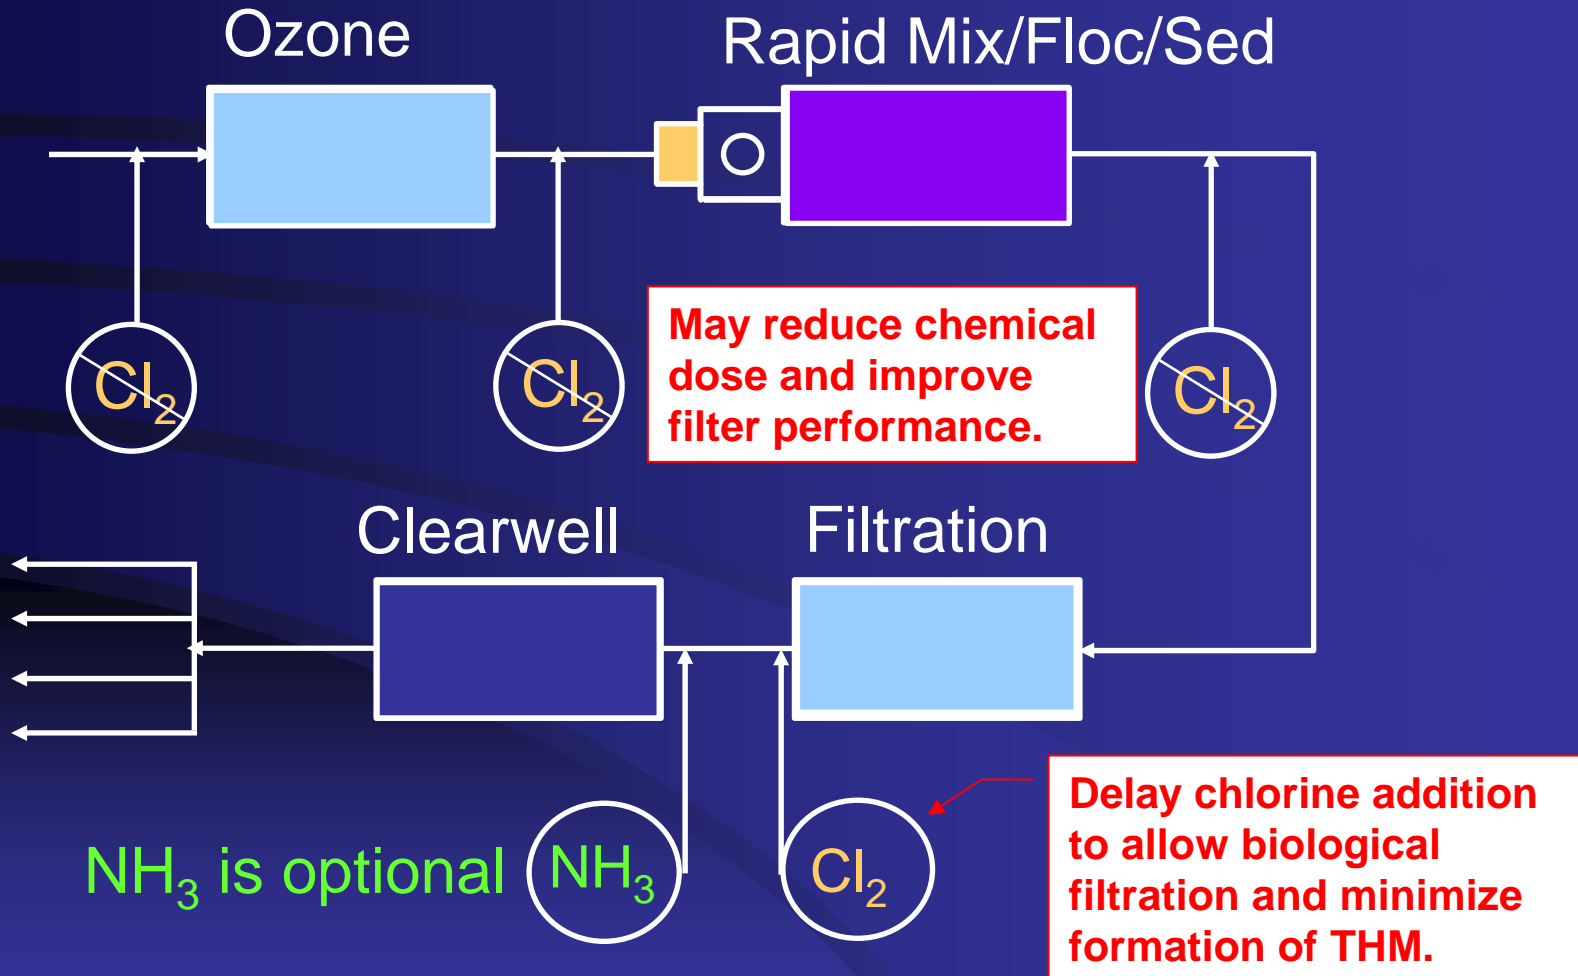 Ozone
Rapid Mix/Floc/Sed
Cl₂
Cl₂
Cl₂
May reduce chemical
dose and improve
filter performance.
Clearwell
Filtration
NH₃ is optional
NH₃
Cl₂
Delay chlorine addition
to allow biological
filtration and minimize
formation of THM.